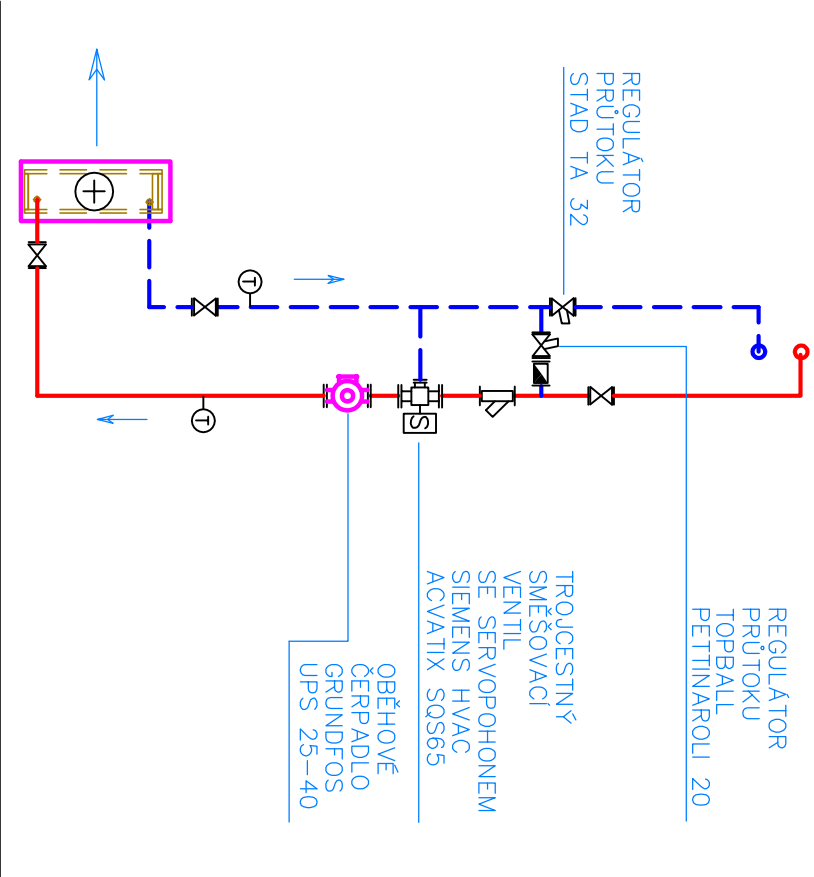 REGULÁTOR
PRŮTOKU
STAD TA 32
REGULÁTOR
PRŮTOKU
TOPBALL
PETTINAROLI 20
TROJCESTNÝ
SMĚŠOVACÍ
VENTIL
SE SERVOPOHONEM
SIEMENS HVAC
ACVATIX SQS65
OBĚHOVÉ
ČERPADLO
GRUNDFOS
UPS 25-40
T
T
S